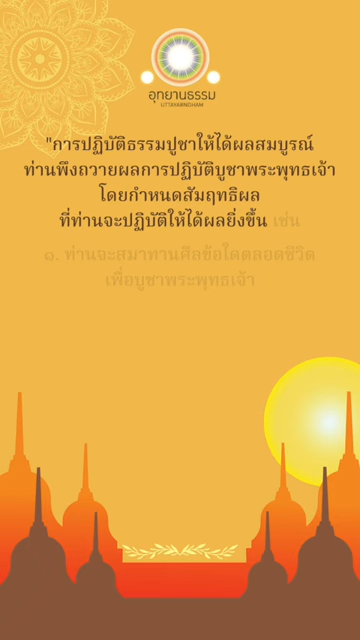 อุทยานธรรม
UTTAYARNDHAM
"การปฏิบัติธรรมปูชาให้ได้ผลสมบูรณ์
ท่านพึงถวายผลการปฏิบัติบูชาพระพุทธเจ้า
โดยกำหนดสัมฤทธิผล
ที่ท่านจะปฏิบัติให้ได้ผลยิ่งขึ้น เช่น
๑. ท่านจะสมาทานศีลข้อใดตลอดชีวิต
เพื่อบูชาพระพุทธเจ้า